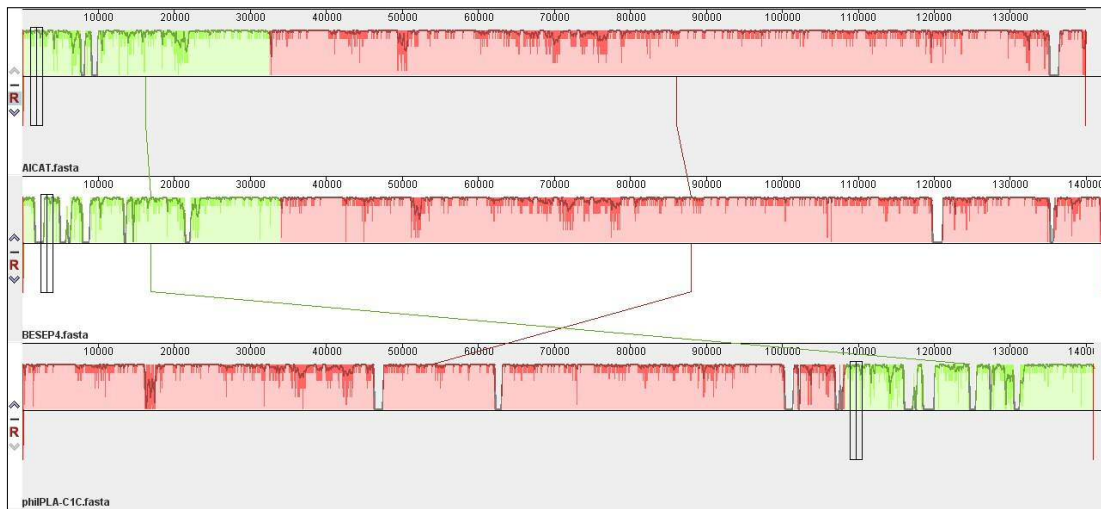 10000 20000 30000 40000 50000 60000 70000 80000 90000 100000 110000 120000 130000
R
AICAT.fasta
10000 20000 30000 40000 50000 60000 70000 80000 90000 100000 110000 120000 130000 140000
R
BESEP4.fasta
10000 20000 30000 40000 50000 60000 70000 80000 90000 100000 110000 120000 130000 14000
R
philPLA-C1C.fasta